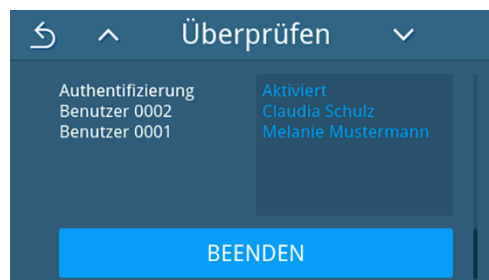 Überprüfen
Authentifizierung Aktiviert
Benutzer 0002 Claudia Schulz
Benutzer 0001 Melanie Mustermann
BEENDEN